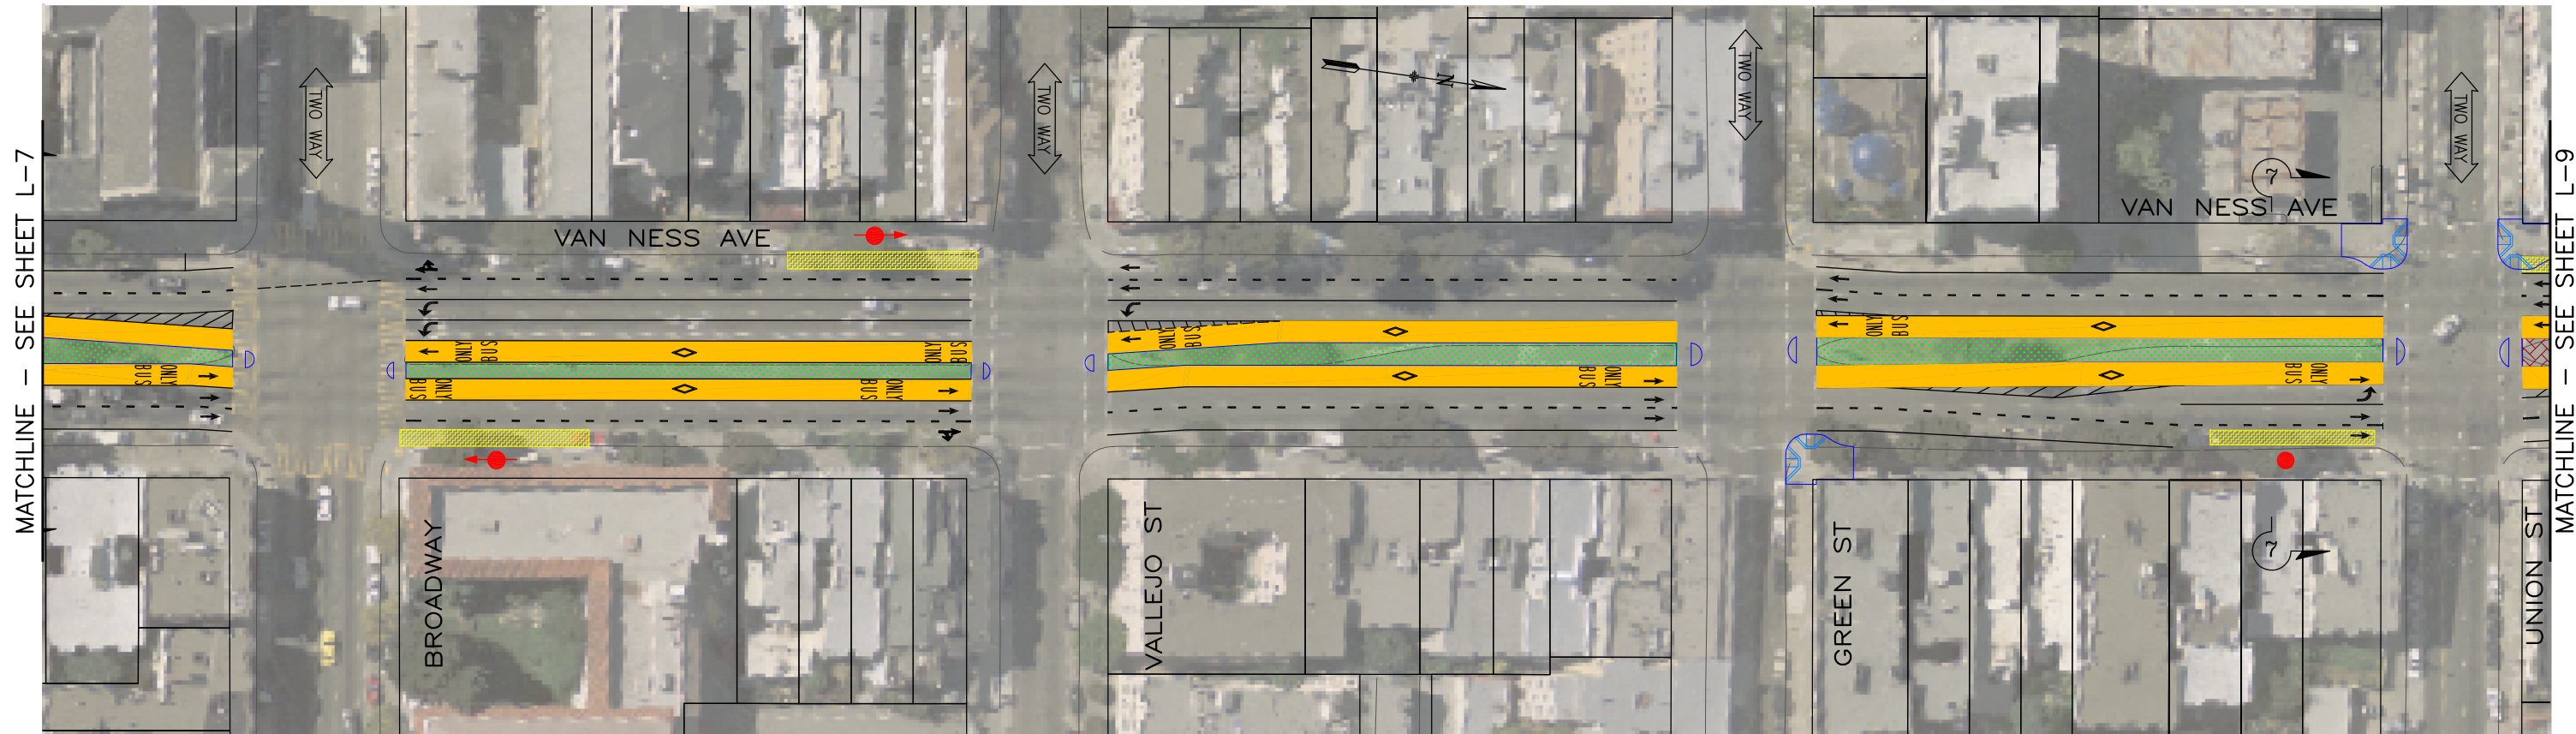 MATCHLINE – SEE SHEET L–7
TWO WAY
TWO WAY
N
TWO WAY
TWO WAY
7
VAN NESS AVE
VAN NESS AVE
ONLY
BUS
ONLY
BUS
ONLY
BUS
ONLY
BUS
BUS
ONLY
BUS
ONLY
BUS
ONLY
BUS
ONLY
BUS
ONLY
BROADWAY
VALLEJO ST
GREEN ST
7
UNION ST
MATCHLINE – SEE SHEET L–9